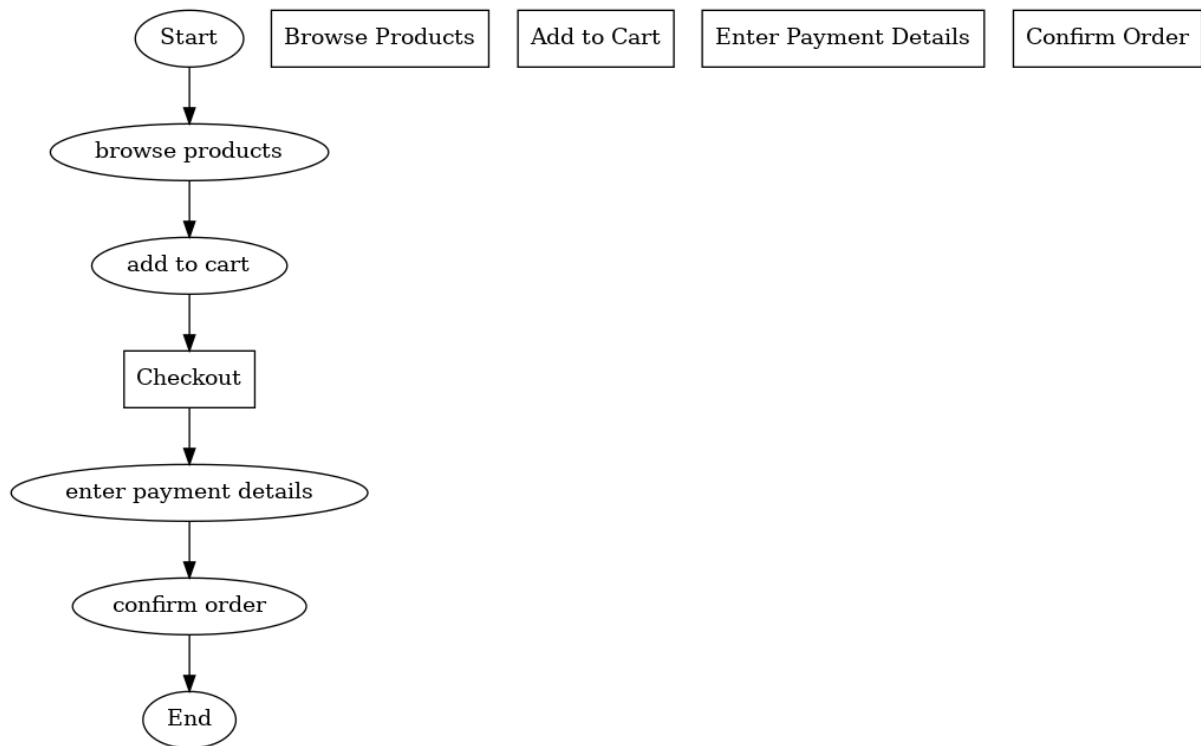 Start
Browse Products
Add to Cart
Enter Payment Details
Confirm Order
browse products
add to cart
Checkout
enter payment details
confirm order
End